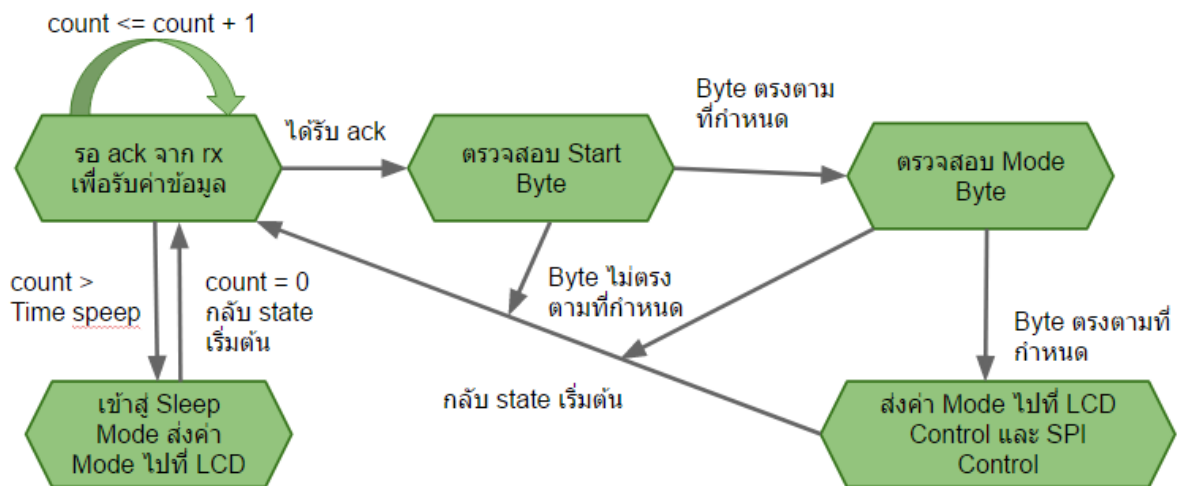 count <= count + 1
รอ ack จาก rx
เพื่อรับค่าข้อมูล
ได้รับ ack
ตรวจสอบ Start
Byte
Byte ตรงตาม
ที่กำหนด
ตรวจสอบ Mode
Byte
count >
Time speep
count = 0
กลับ state
เริ่มต้น
Byte ไม่ตรง
ตามที่กำหนด
Byte ตรงตามที่
กำหนด
กลับ state เริ่มต้น
เข้าสู่ Sleep
Mode ส่งค่า
Mode ไปที่ LCD
ส่งค่า Mode ไปที่ LCD
Control และ SPI
Control